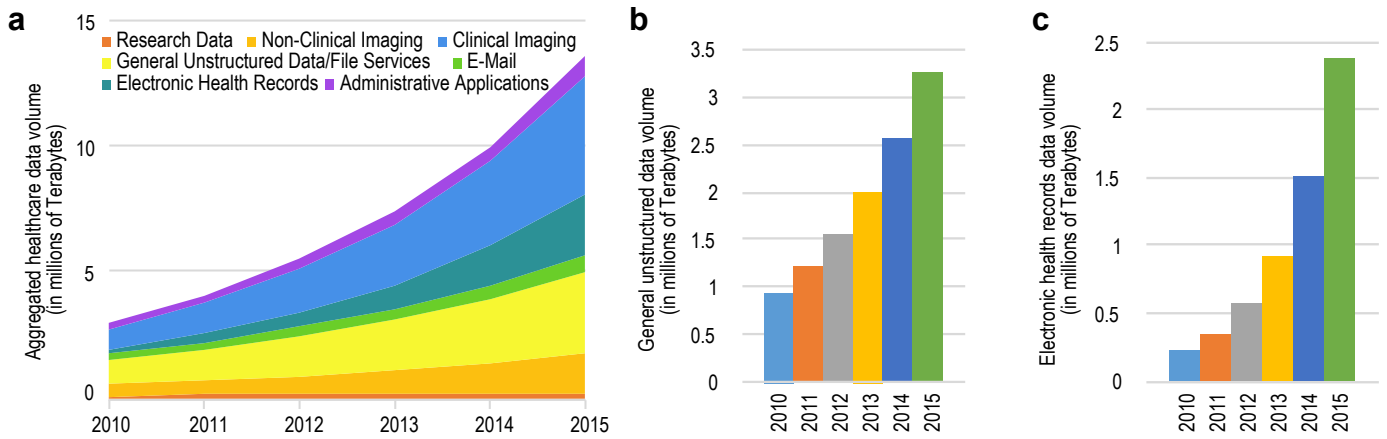 a
Aggregated healthcare data volume
(in millions of Terabytes)
15
10
5
0
Research Data Non-Clinical Imaging Clinical Imaging
General Unstructured Data/File Services E-Mail
Electronic Health Records Administrative Applications
2010 2011 2012 2013 2014 2015
b
General unstructured data volume
(in millions of Terabytes)
3.5
3
2.5
2
1.5
1
0.5
0
2010
2011
2012
2013
2014
2015
c
Electronic health records data volume
(in millions of Terabytes)
2.5
2
1.5
1
0.5
0
2010
2011
2012
2013
2014
2015